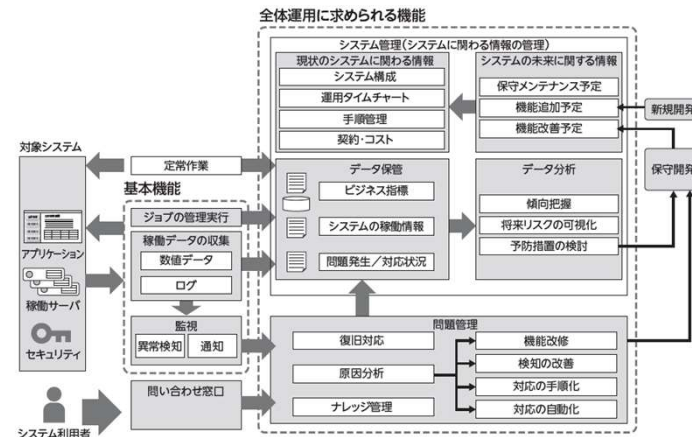 全体運用に求められる機能
システム管理(システムに関わる情報の管理)
現状のシステムに関わる情報
システム構成
運用タイムチャート
手順管理
契約・コスト
システムの未来に関する情報
保守メンテナンス予定
機能追加予定
機能改善予定
新規開発
保守開発
対象システム
アプリケーション
稼働サーバ
セキュリティ
定常作業
基本機能
ジョブの管理実行
稼働データの収集
数値データ
ログ
監視
異常検知
通知
データ保管
ビジネス指標
システムの稼働情報
問題発生/対応状況
データ分析
傾向把握
将来リスクの可視化
予防措置の検討
問題管理
復旧対応
原因分析
ナレッジ管理
機能改修
検知の改善
対応の手順化
対応の自動化
問い合わせ窓口
システム利用者